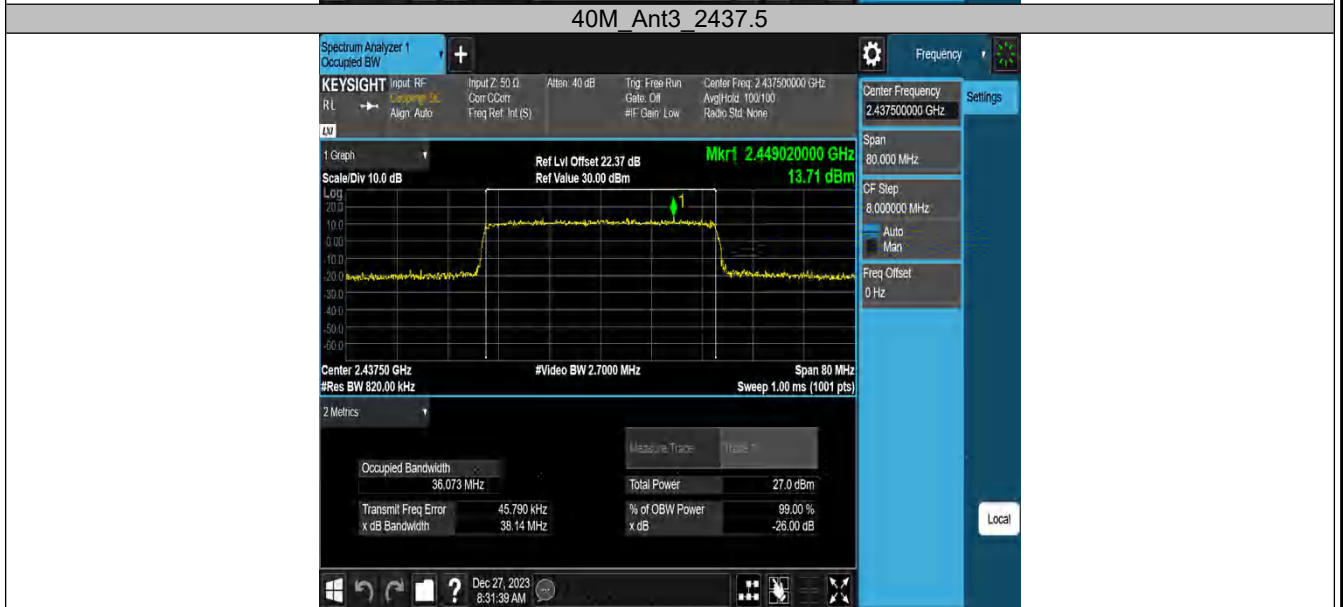 40M_Ant3_2437.5
Spectrum Analyzer 1
Occupied BW
+
Frequency
KEYSIGHT
Input: RF
Coupling: DC
Align: Auto
RL
LXI
Input Z: 50 Ω
Corr CCorr
Freq Ref: Int (S)
Atten: 40 dB
Trig: Free Run
Gate: Off
#IF Gain: Low
Center Freq: 2.437500000 GHz
Avg|Hold: 100/100
Radio Std: None
Center Frequency
2.437500000 GHz
Settings
Span
80.000 MHz
CF Step
8.000000 MHz
Auto
Man
Freq Offset
0 Hz
Local
1 Graph
Scale/Div 10.0 dB
Ref Lvl Offset 22.37 dB
Ref Value 30.00 dBm
Mkr1 2.449020000 GHz
13.71 dBm
Log
20.0
10.0
0.00
-10.0
-20.0
-30.0
-40.0
-50.0
-60.0
1
Center 2.43750 GHz
#Res BW 820.00 kHz
#Video BW 2.7000 MHz
Span 80 MHz
Sweep 1.00 ms (1001 pts)
2 Metrics
Measure Trace
Trace 1
Occupied Bandwidth
36.073 MHz
Total Power
27.0 dBm
Transmit Freq Error
45.790 kHz
% of OBW Power
99.00 %
x dB Bandwidth
38.14 MHz
x dB
-26.00 dB
?
Dec 27, 2023
8:31:39 AM